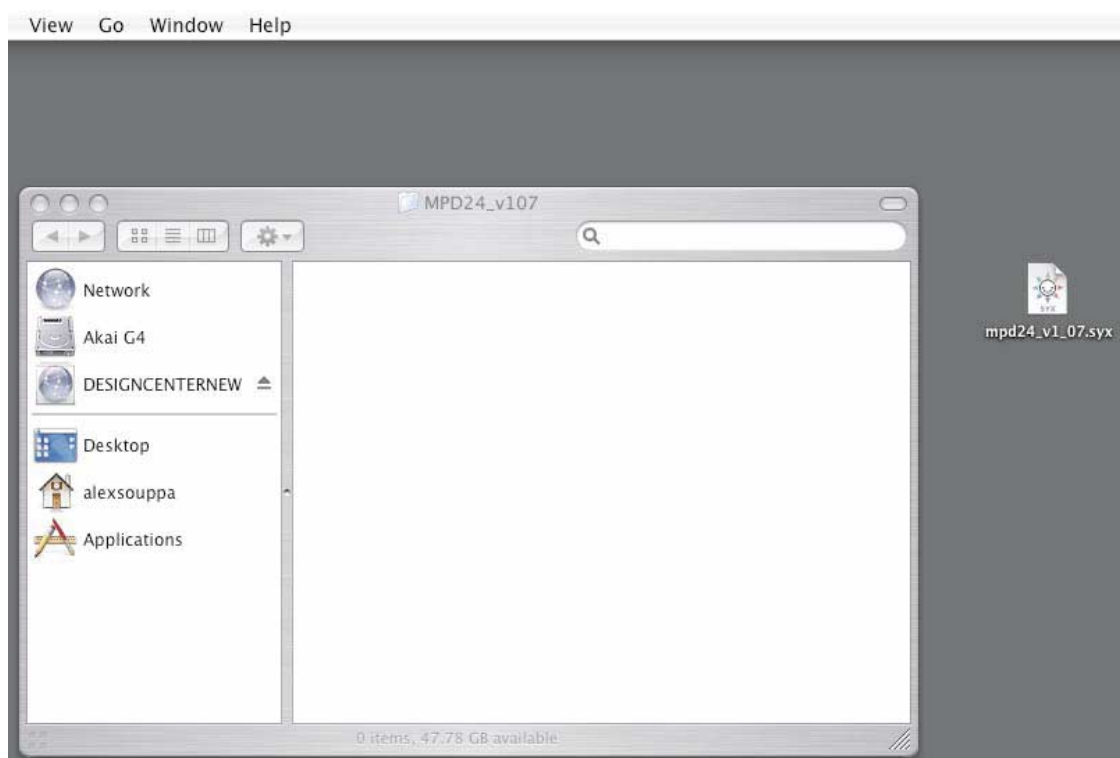 View Go Window Help
MPD24_v107
Network
Akai G4
DESIGNCENTERNEW
Desktop
alexsouppa
Applications
0 items, 47.78 GB available
SYX
mpd24_v1_07.syx